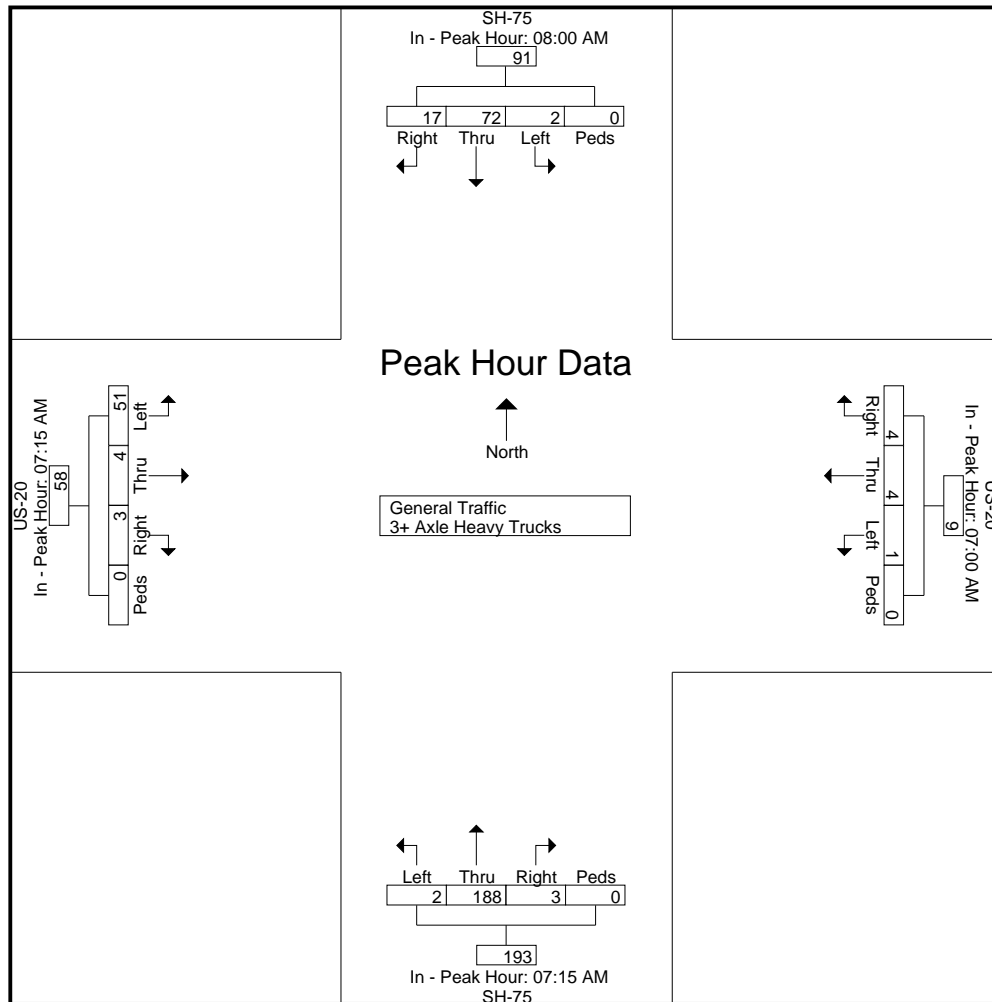 SH-75
In - Peak Hour: 08:00 AM
91
17 72 2 0
Right Thru Left Peds
Peak Hour Data
North
General Traffic
3+ Axle Heavy Trucks
US-20
In - Peak Hour: 07:15 AM
58
51 4 3 0
Left Thru Right Peds
US-20
In - Peak Hour: 07:00 AM
9
Right Thru Left Peds
4 4 1 0
Left Thru Right Peds
2 188 3 0
193
In - Peak Hour: 07:15 AM
SH-75